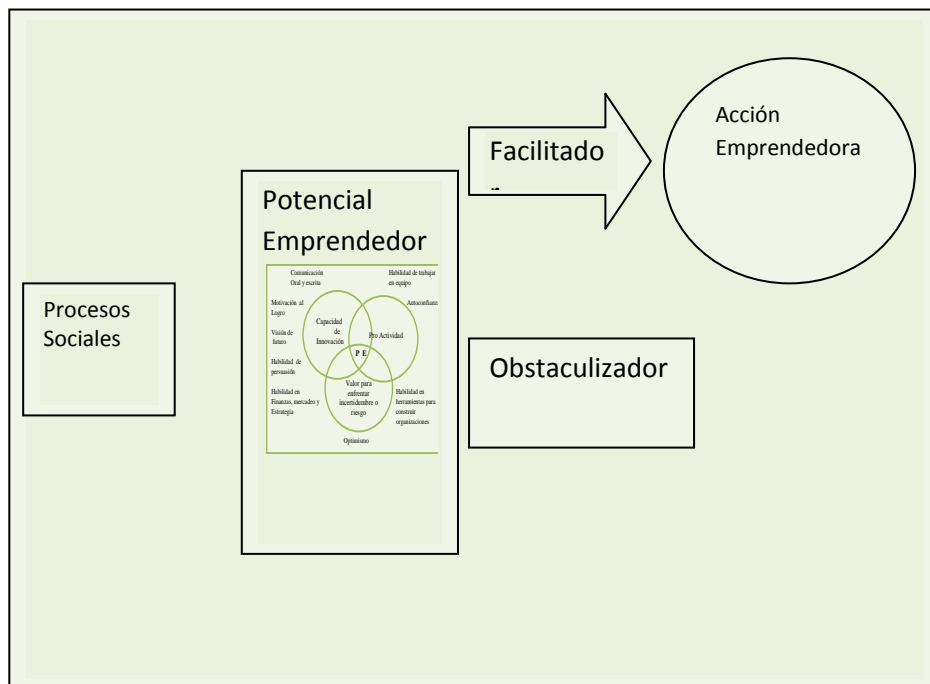 Procesos
Sociales
Potencial
Emprendedor
Comunicación
Oral y escrita
Habilidad de trabajar
en equipo
Motivación al
Logro
Autoconfianz
Visión de
futuro
Habilidad de
persuasión
Habilidad en
Finanzas, mercadeo y
Estrategia
Capacidad
de
Innovación
Pro Actividad
P E
Valor para
enfrentar
incertidumbre o
riesgo
Habilidad en
herramientas para
construir
organizaciones
Optimismo
Facilitado
Obstaculizador
Acción
Emprendedora